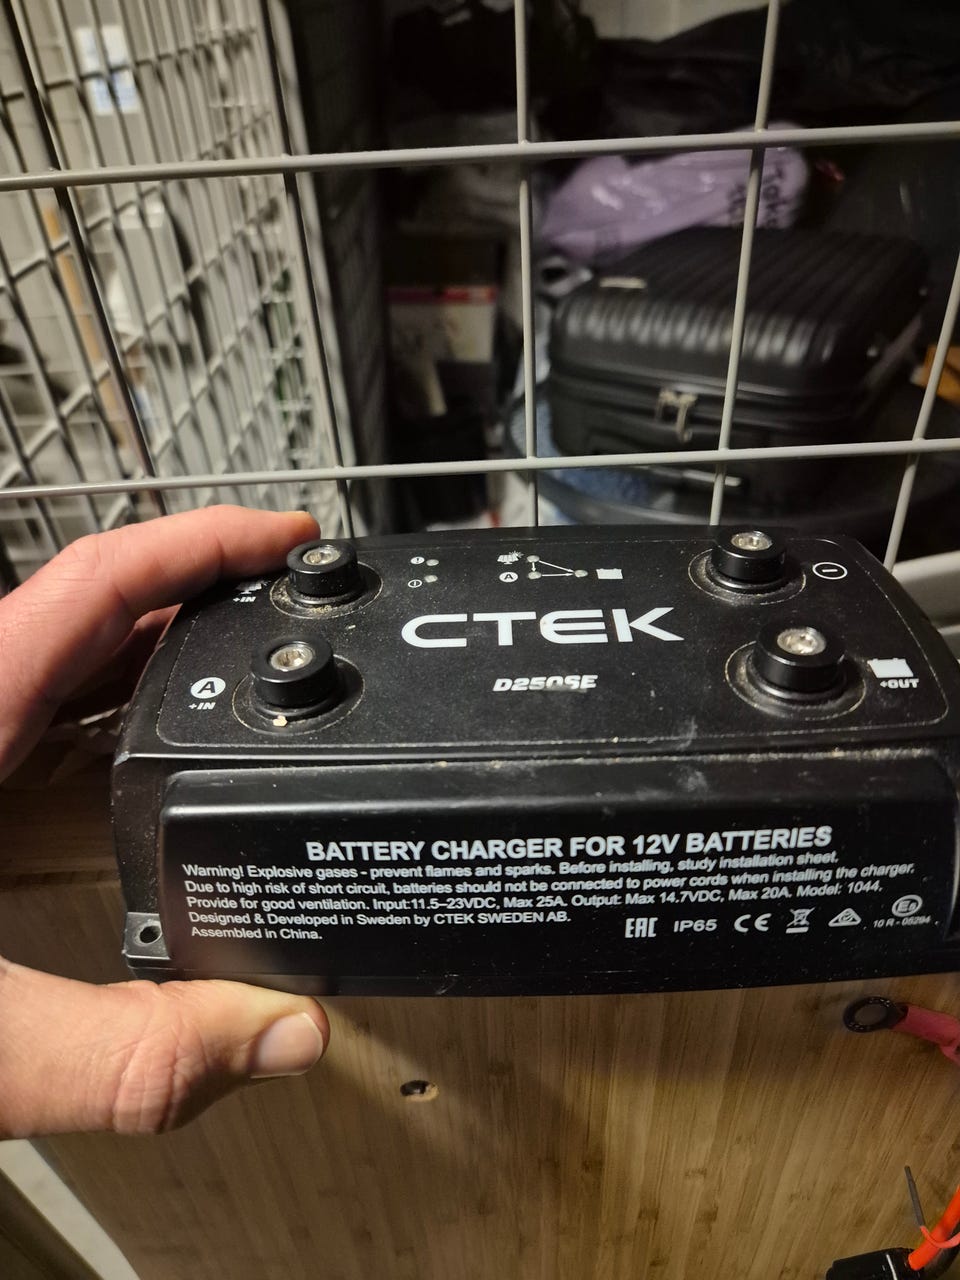 +IN
A
CTEK
D250SE
A
+IN
+OUT
BATTERY CHARGER FOR 12V BATTERIES
Warning! Explosive gases - prevent flames and sparks. Before installing, study installation sheet.
Due to high risk of short circuit, batteries should not be connected to power cords when installing the charger.
Provide for good ventilation. Input:11.5–23VDC, Max 25A. Output: Max 14.7VDC, Max 20A. Model: 1044.
Designed & Developed in Sweden by CTEK SWEDEN AB.
Assembled in China.
EAC IP65 CE
10 R - 05294